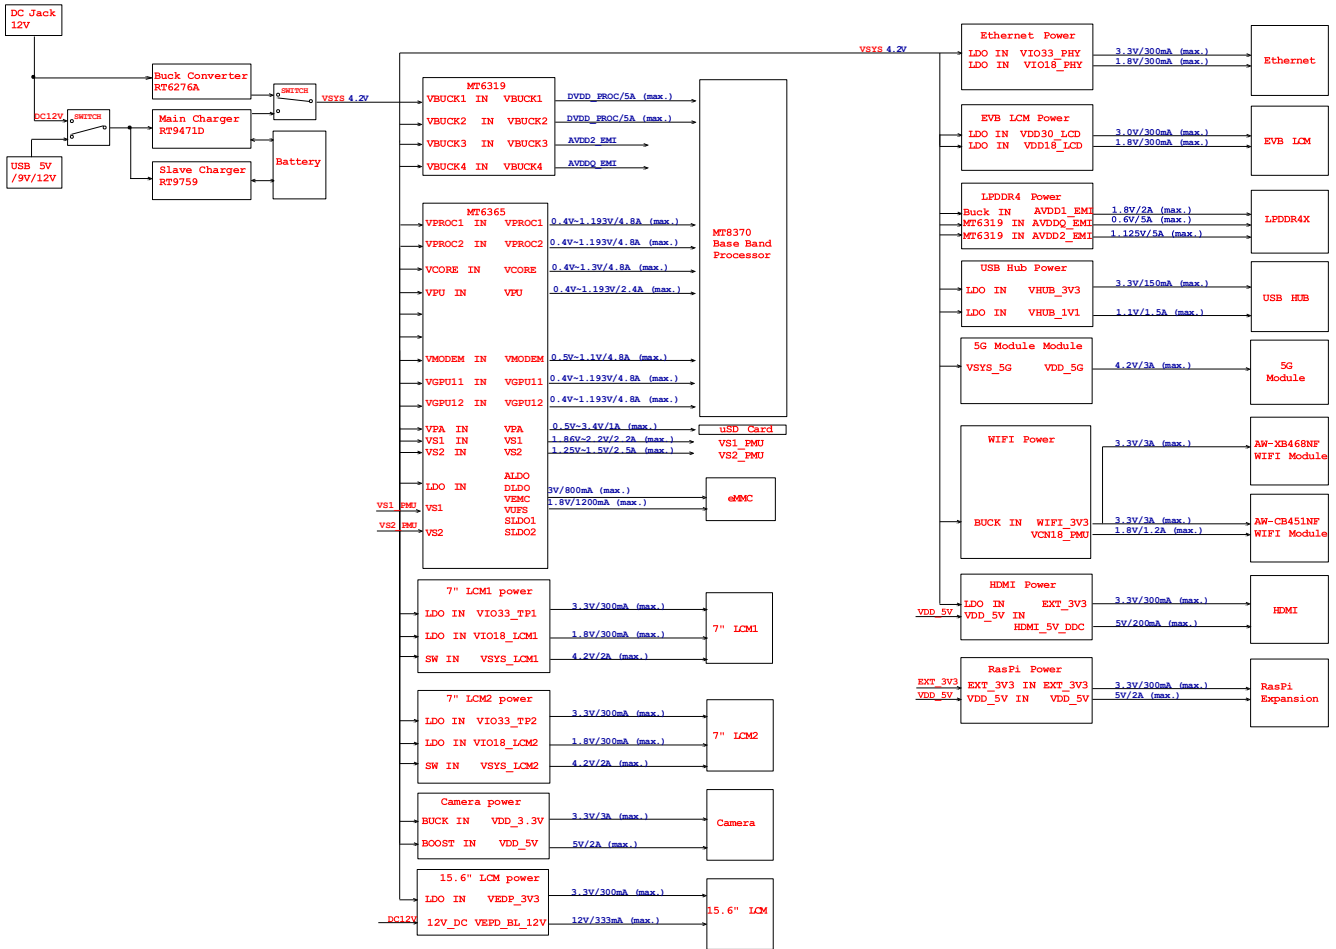 DC Jack
12V
Buck Converter
RT6276A
SWITCH
VSYS 4.2V
DC12V
SWITCH
Main Charger
RT9471D
Battery
USB 5V
/9V/12V
Slave Charger
RT9759
MT6319
VBUCK1 IN VBUCK1
DVDD_PROC/5A (max.)
VBUCK2 IN VBUCK2
DVDD_PROC/5A (max.)
VBUCK3 IN VBUCK3
AVDD2_EMI
VBUCK4 IN VBUCK4
AVDDQ_EMI
MT6365
VPROC1 IN VPROC1
0.4V~1.193V/4.8A (max.)
VPROC2 IN VPROC2
0.4V~1.193V/4.8A (max.)
VCORE IN VCORE
0.4V~1.3V/4.8A (max.)
VPU IN VPU
0.4V~1.193V/2.4A (max.)
VMODEM IN VMODEM
0.5V~1.1V/4.8A (max.)
VGPU11 IN VGPU11
0.4V~1.193V/4.8A (max.)
VGPU12 IN VGPU12
0.4V~1.193V/4.8A (max.)
VPA IN VPA
0.5V~3.4V/1A (max.)
VS1 IN VS1
1.86V~2.2V/2.2A (max.)
VS2 IN VS2
1.25V~1.5V/2.5A (max.)
ALDO
LDO IN
DLDO
3V/800mA (max.)
VEMC
1.8V/1200mA (max.)
VS1_PMU
VS1
VUFS
SLDO1
VS2_PMU
VS2
SLDO2
MT8370
Base Band
Processor
uSD Card
VS1_PMU
VS2_PMU
eMMC
7" LCM1 power
LDO IN VIO33_TP1
3.3V/300mA (max.)
LDO IN VIO18_LCM1
1.8V/300mA (max.)
SW IN VSYS_LCM1
4.2V/2A (max.)
7" LCM1
7" LCM2 power
LDO IN VIO33_TP2
3.3V/300mA (max.)
LDO IN VIO18_LCM2
1.8V/300mA (max.)
SW IN VSYS_LCM2
4.2V/2A (max.)
7" LCM2
Camera power
BUCK IN VDD_3.3V
3.3V/3A (max.)
BOOST IN VDD_5V
5V/2A (max.)
Camera
15.6" LCM power
LDO IN VEDP_3V3
3.3V/300mA (max.)
DC12V
12V_DC VEPD_BL_12V
12V/333mA (max.)
15.6" LCM
VSYS 4.2V
Ethernet Power
LDO IN VIO33_PHY
3.3V/300mA (max.)
LDO IN VIO18_PHY
1.8V/300mA (max.)
Ethernet
EVB LCM Power
LDO IN VDD30_LCD
3.0V/300mA (max.)
LDO IN VDD18_LCD
1.8V/300mA (max.)
EVB LCM
LPDDR4 Power
Buck IN AVDD1_EMI
1.8V/2A (max.)
MT6319 IN AVDDQ_EMI
0.6V/5A (max.)
MT6319 IN AVDD2_EMI
1.125V/5A (max.)
LPDDR4X
USB Hub Power
LDO IN VHUB_3V3
3.3V/150mA (max.)
LDO IN VHUB_1V1
1.1V/1.5A (max.)
USB HUB
5G Module Module
VSYS_5G VDD_5G
4.2V/3A (max.)
5G
Module
WIFI Power
3.3V/3A (max.)
AW-XB468NF
WIFI Module
BUCK IN WIFI_3V3
3.3V/3A (max.)
VCN18_PMU
1.8V/1.2A (max.)
AW-CB451NF
WIFI Module
HDMI Power
LDO IN EXT_3V3
3.3V/300mA (max.)
VDD_5V
VDD_5V IN
HDMI_5V_DDC
5V/200mA (max.)
HDMI
RasPi Power
EXT_3V3
EXT_3V3 IN EXT_3V3
3.3V/300mA (max.)
VDD_5V
VDD_5V IN VDD_5V
5V/2A (max.)
RasPi
Expansion